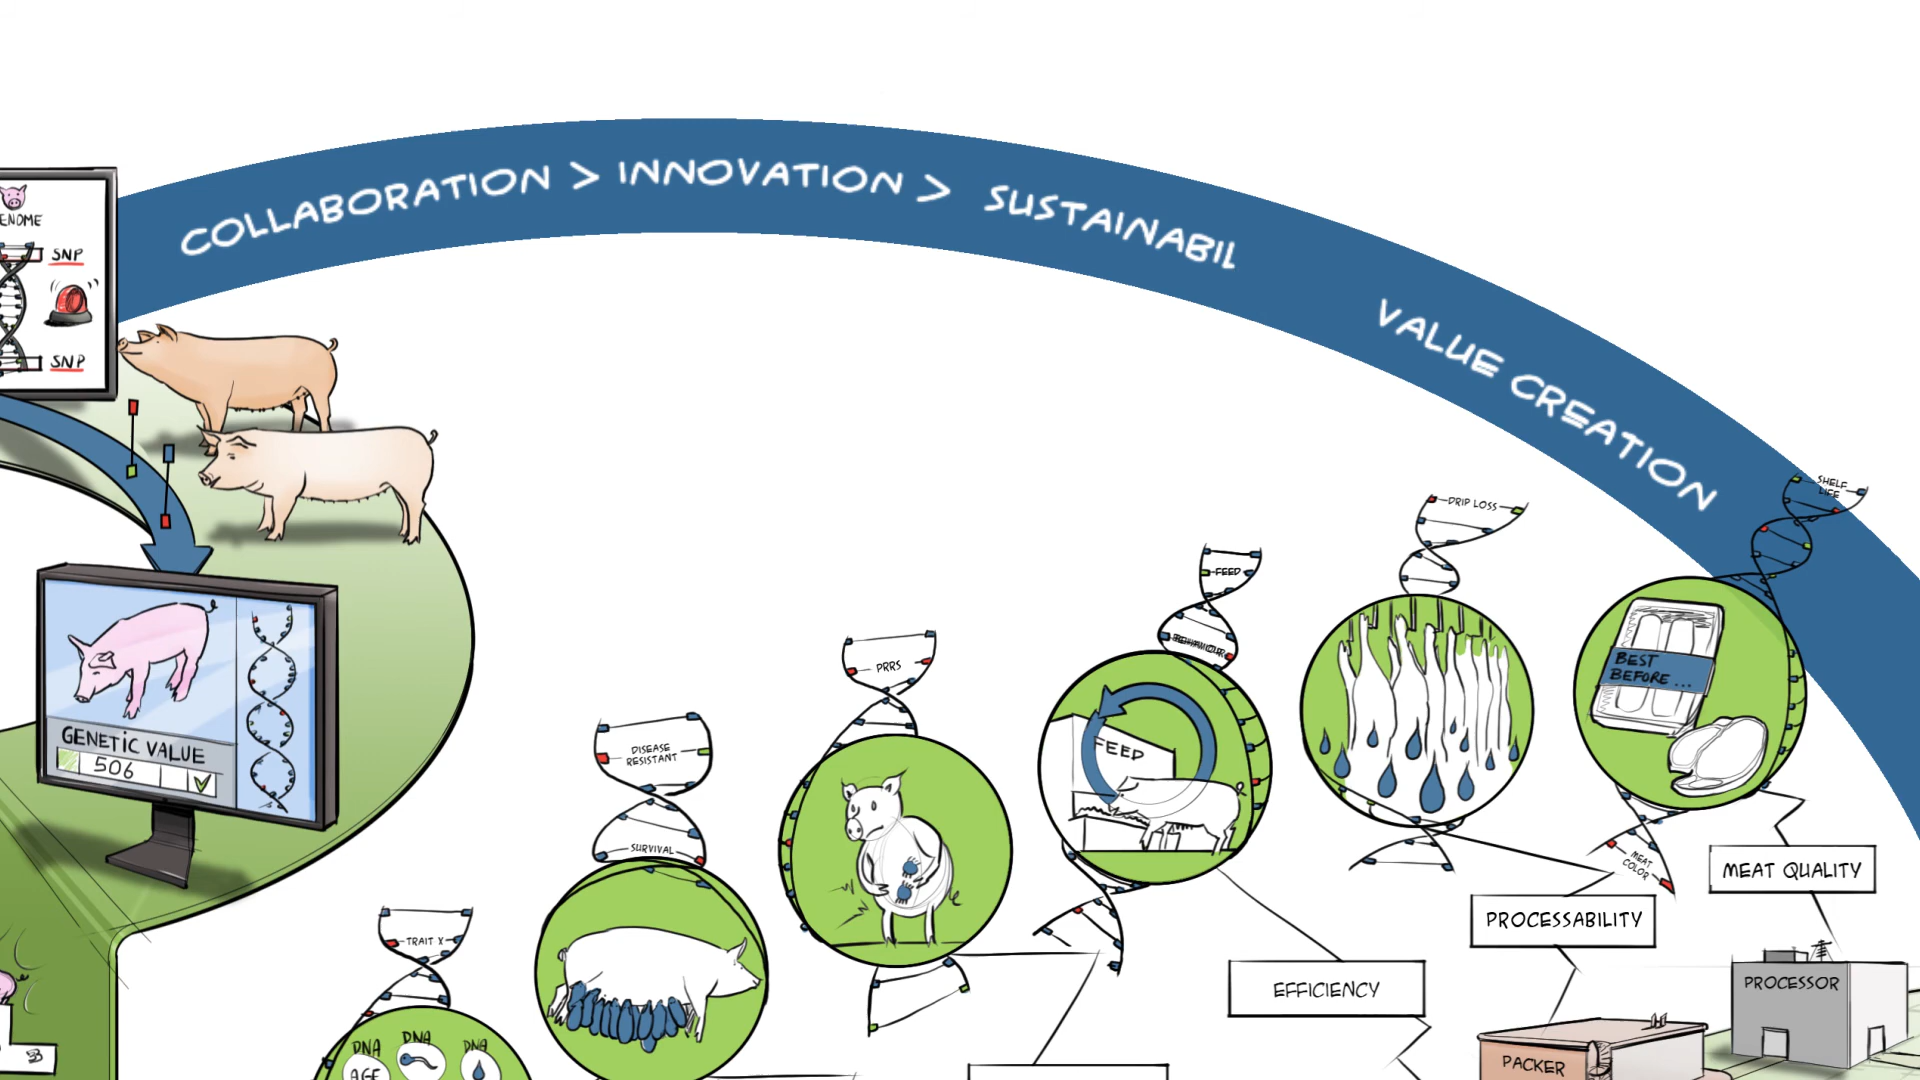 COLLABORATION > INNOVATION > SUSTAINABIL
VALUE CREATION
ENOME
SNP
SNP
GENETIC VALUE
506
SHELF
LIFE
DRIP LOSS
FEED
PRRS
DISEASE
RESISTANT
SURVIVAL
TRAIT X
DNA
DNA
DNA
AGE
FEED
BEST
BEFORE ...
MEAT
COLOR
MEAT QUALITY
PROCESSABILITY
EFFICIENCY
PROCESSOR
PACKER